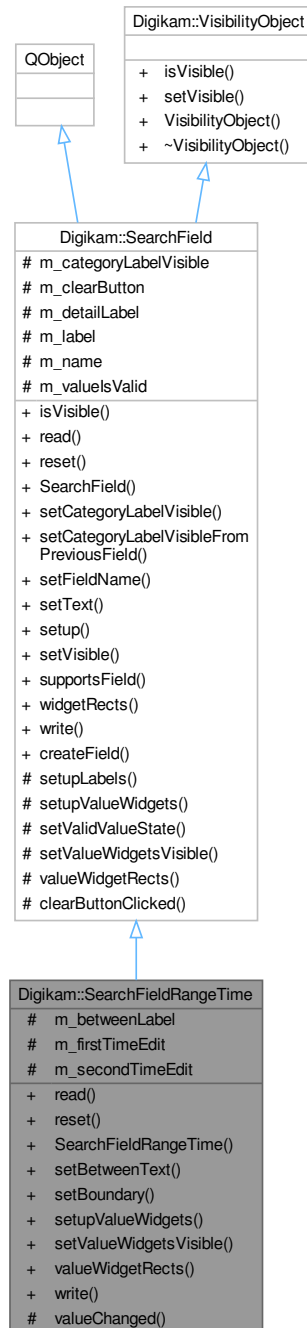 Digikam::VisibilityObject
+ isVisible()
+ setVisible()
+ VisibilityObject()
+ ~VisibilityObject()
QObject
Digikam::SearchField
# m_categoryLabelVisible
# m_clearButton
# m_detailLabel
# m_label
# m_name
# m_valueIsValid
+ isVisible()
+ read()
+ reset()
+ SearchField()
+ setCategoryLabelVisible()
+ setCategoryLabelVisibleFrom
PreviousField()
+ setFieldName()
+ setText()
+ setup()
+ setVisible()
+ supportsField()
+ widgetRects()
+ write()
+ createField()
# setupLabels()
# setupValueWidgets()
# setValidValueState()
# setValueWidgetsVisible()
# valueWidgetRects()
# clearButtonClicked()
Digikam::SearchFieldRangeTime
# m_betweenLabel
# m_firstTimeEdit
# m_secondTimeEdit
+ read()
+ reset()
+ SearchFieldRangeTime()
+ setBetweenText()
+ setBoundary()
+ setupValueWidgets()
+ setValueWidgetsVisible()
+ valueWidgetRects()
+ write()
# valueChanged()